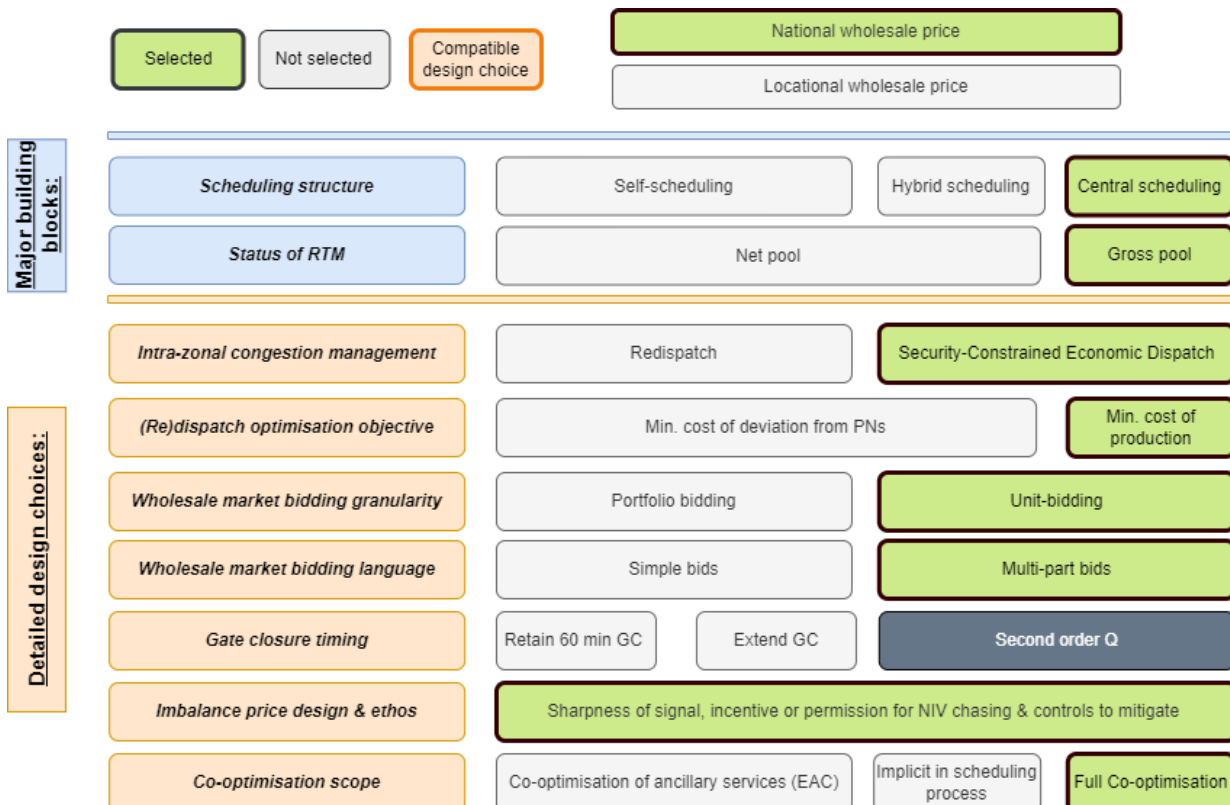 Selected
Not selected
Compatible
design choice
National wholesale price
Locational wholesale price
Major building
blocks:
Scheduling structure
Self-scheduling
Hybrid scheduling
Central scheduling
Status of RTM
Net pool
Gross pool
Detailed design choices:
Intra-zonal congestion management
Redispatch
Security-Constrained Economic Dispatch
(Re)dispatch optimisation objective
Min. cost of deviation from PNs
Min. cost of
production
Wholesale market bidding granularity
Portfolio bidding
Unit-bidding
Wholesale market bidding language
Simple bids
Multi-part bids
Gate closure timing
Retain 60 min GC
Extend GC
Second order Q
Imbalance price design & ethos
Sharpness of signal, incentive or permission for NIV chasing & controls to mitigate
Co-optimisation scope
Co-optimisation of ancillary services (EAC)
Implicit in scheduling
process
Full Co-optimisation